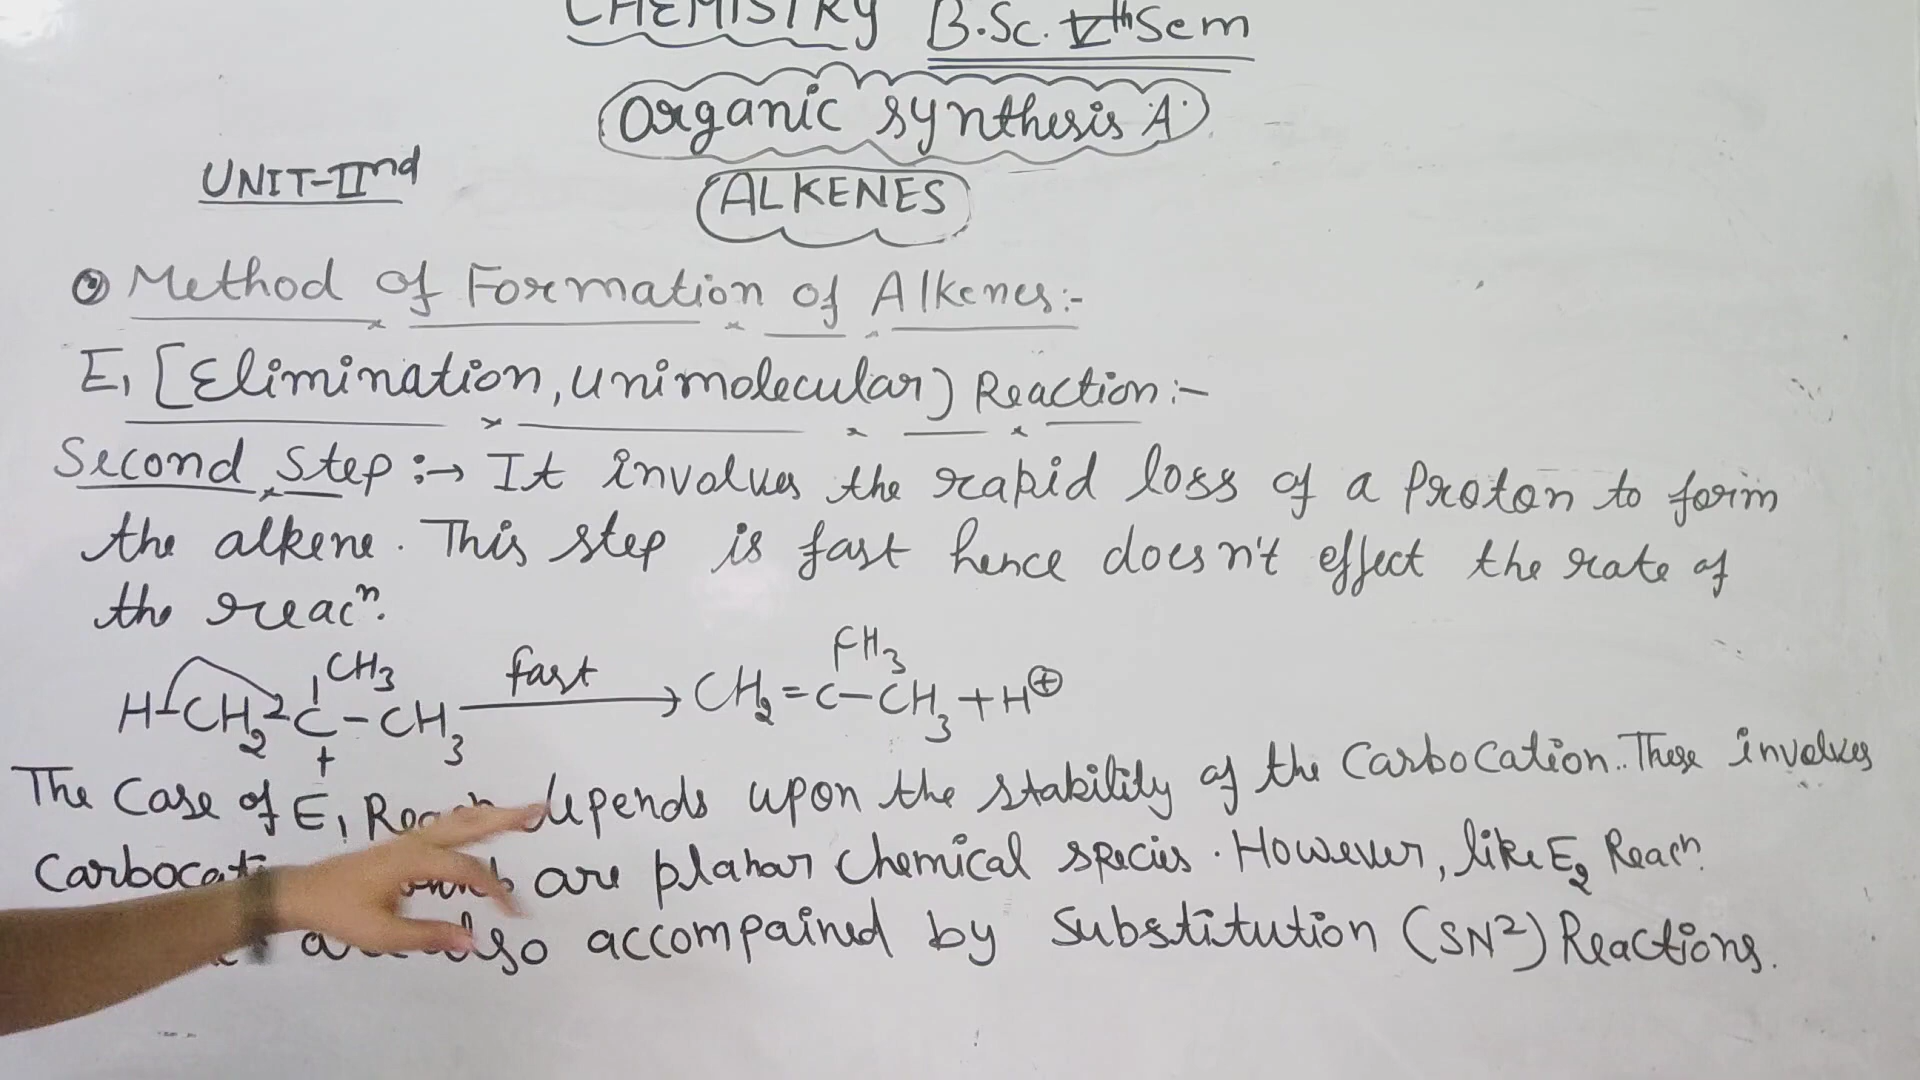 CHEMISTRY B.Sc. Vth Sem
Organic synthesis A
UNIT-IInd
ALKENES
Method of Formation of Alkenes:-
E1 [Elimination, unimolecular) Reaction:-
Second step :→ It involves the rapid loss of a Proton to form
the alkene. This step is fast hence doesn't effect the rate of
the reacⁿ.
CH3 fast CH3
H-CH2-C-CH3 → CH2=C-CH3 + H⊕
+
The Case of E1 depends upon the stability of the Carbocation. These involves
are planar Chemical species. However, like E2 Reacⁿ.
also accompained by Substitution (SN²) Reactions.